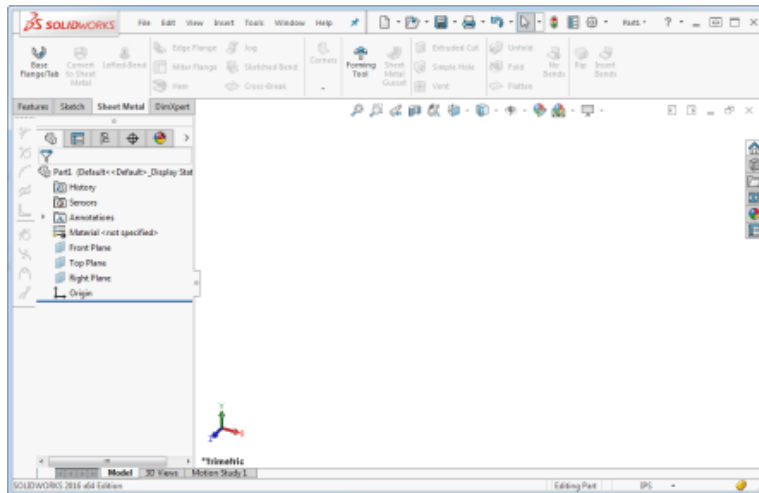 SOLIDWORKS File Edit View Insert Tools Window Help Part1 * ?
Base Flange/Tab Convert to Sheet Metal Lofted-Bend Edge Flange Jog Corners Forming Tool Sheet Metal Gusset Extruded Cut Unfold No Bends Rip Insert Bends
Miter Flange Sketched Bend Simple Hole Fold
Hem Cross-Break Vent Flatten
Features Sketch Sheet Metal DimXpert
Part1 (Default<<Default>_Display Stat
History
Sensors
Annotations
Material <not specified>
Front Plane
Top Plane
Right Plane
Origin
*Trimetric
Model 3D Views Motion Study 1
SOLIDWORKS 2016 x64 Edition Editing Part IPS